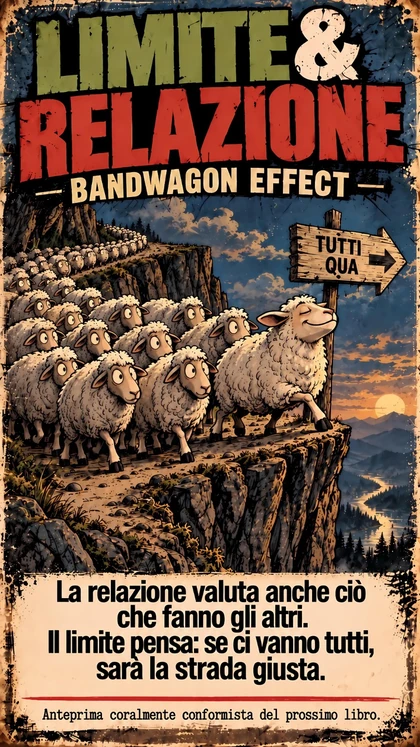 LIMITE&
RELAZIONE
— BANDWAGON EFFECT —
TUTTI
QUA
La relazione valuta anche ciò
che fanno gli altri.
Il limite pensa: se ci vanno tutti,
sarà la strada giusta.
Anteprima coralmente conformista del prossimo libro.